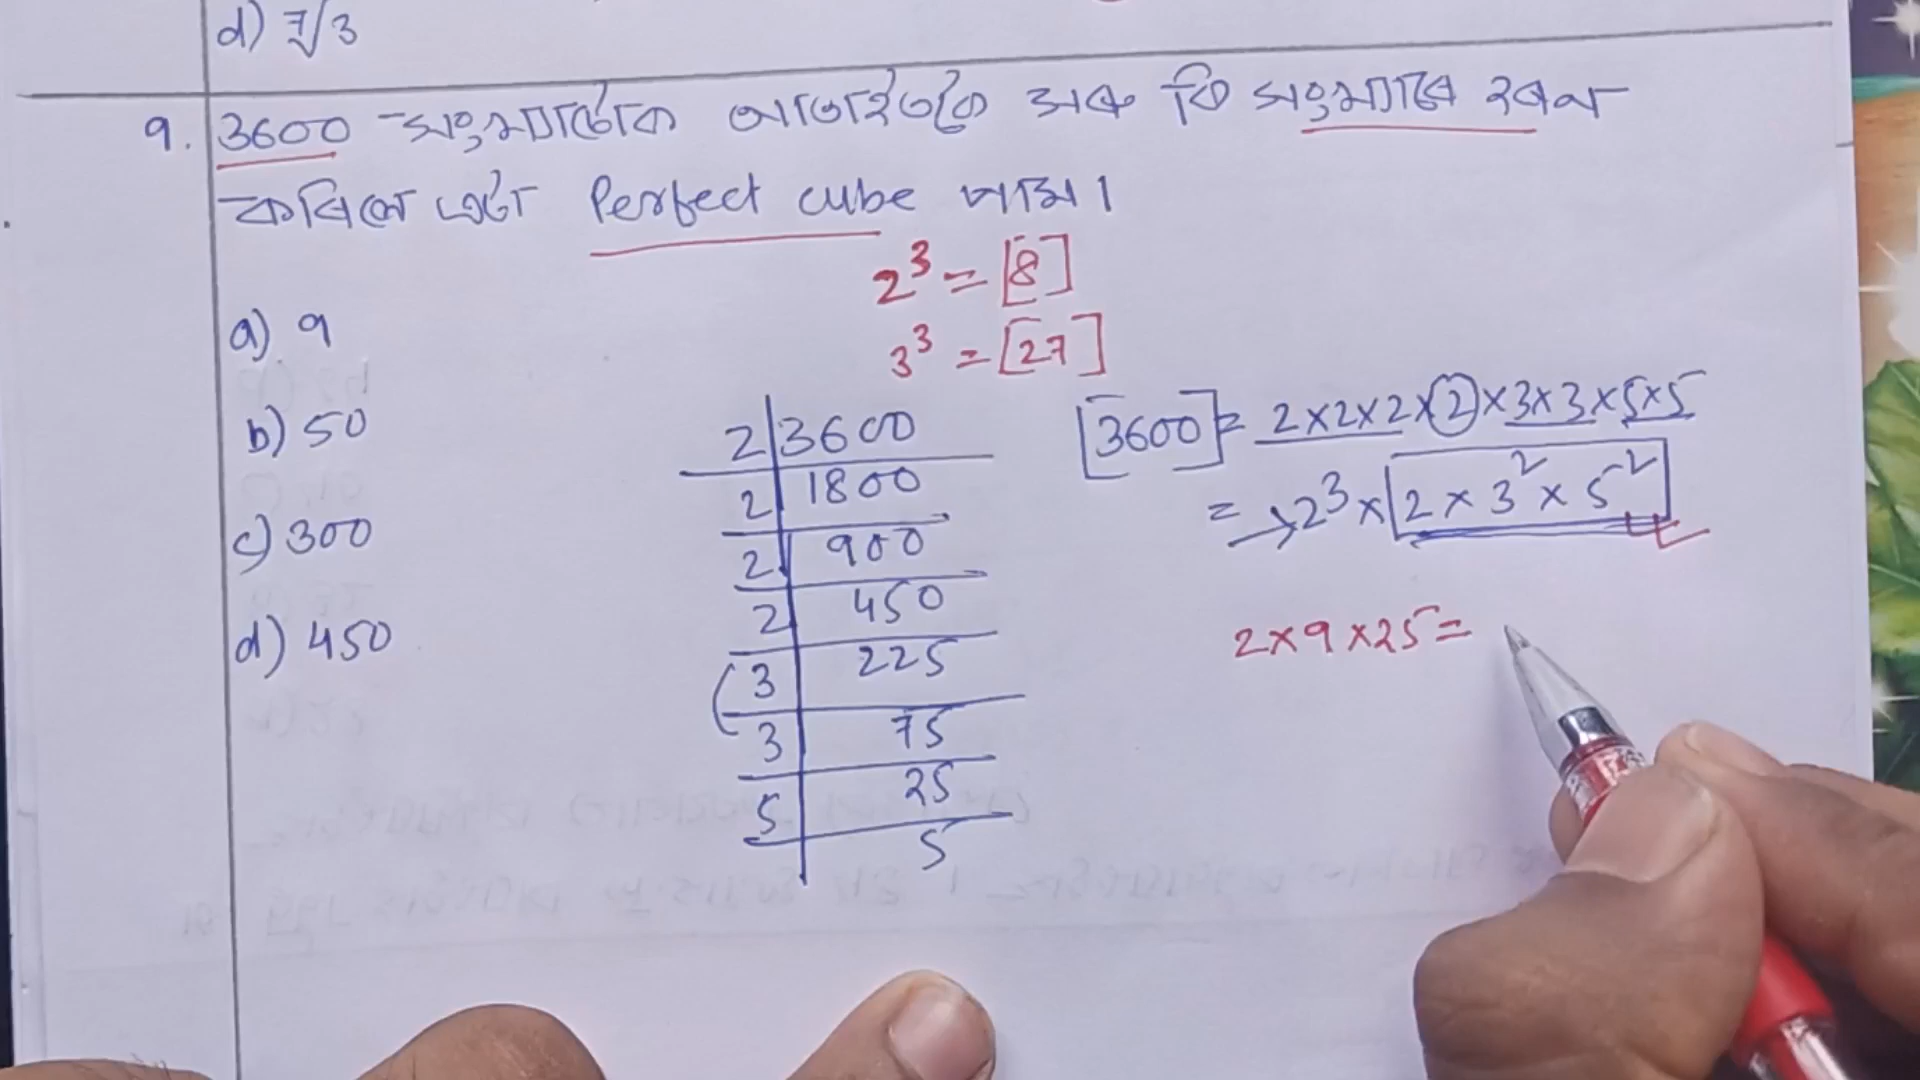 d) ⁷√3
9. 3600 সংখ্যাটোক আটাইতকৈ সৰু কি সংখ্যাৰে হৰণ
কৰিলে এটা Perfect cube পাম।
2³ = [8]
3³ = [27]
a) 9
b) 50
c) 300
d) 450
2 | 3600
2 | 1800
2 | 900
2 | 450
3 | 225
3 | 75
5 | 25
5
[3600] = 2×2×2×2×3×3×5×5
= → 2³ × 2 × 3² × 5²
2×9×25=